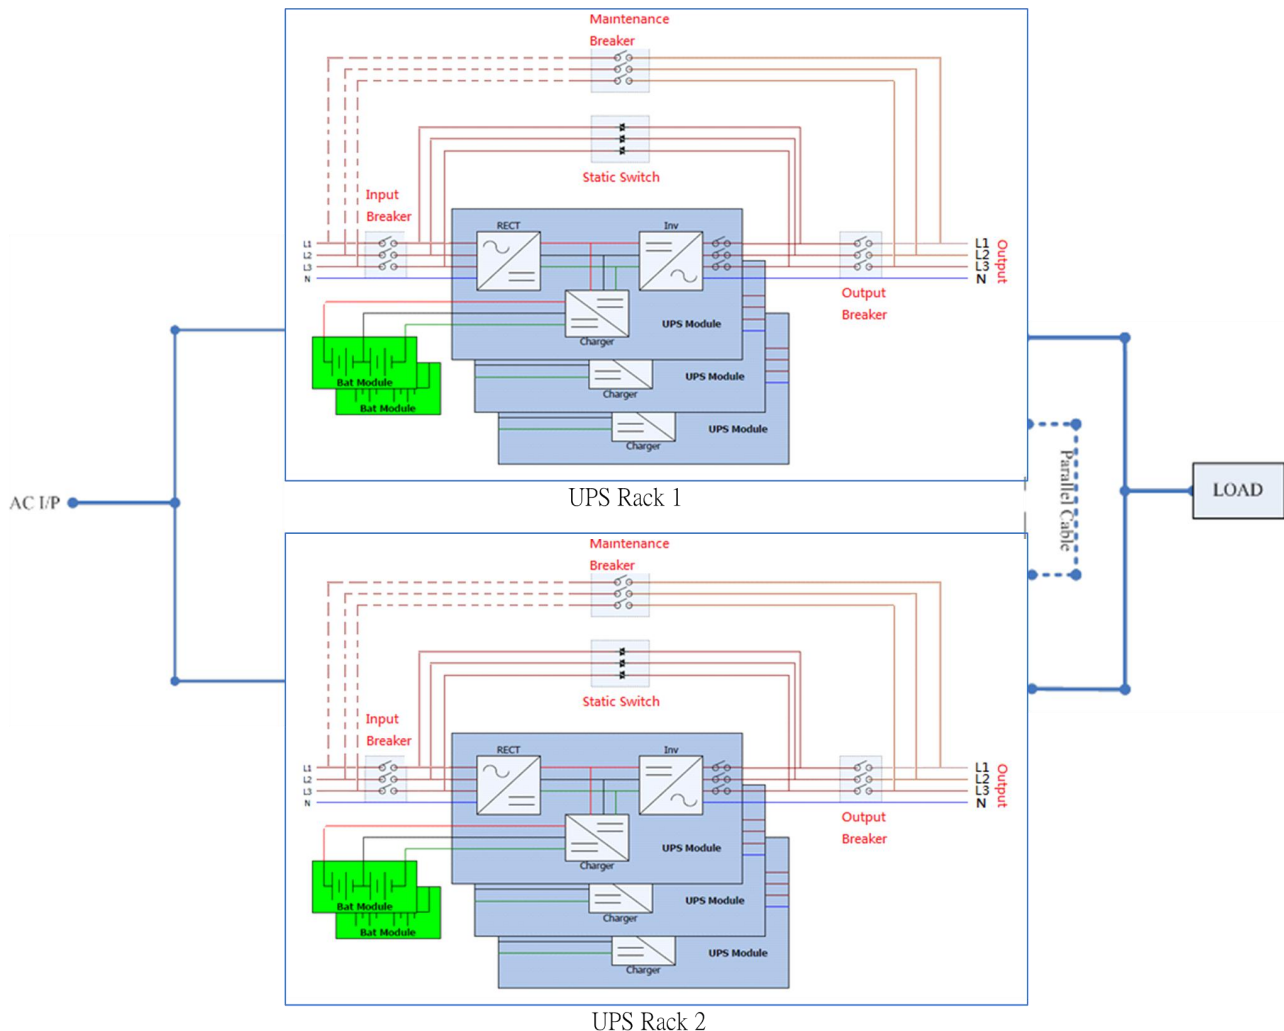 Maintenance
Breaker
Static Switch
Input
Breaker
RECT
Inv
L1
L2
L3
N
L1
L2
L3
N
Output
Output
Breaker
UPS Module
Charger
Bat Module
UPS Module
Bat Module
Charger
UPS Module
Charger
UPS Rack 1
AC I/P
Parallel Cable
LOAD
Maintenance
Breaker
Static Switch
Input
Breaker
RECT
Inv
L1
L2
L3
N
L1
L2
L3
N
Output
Output
Breaker
UPS Module
Charger
Bat Module
UPS Module
Bat Module
Charger
UPS Module
Charger
UPS Rack 2